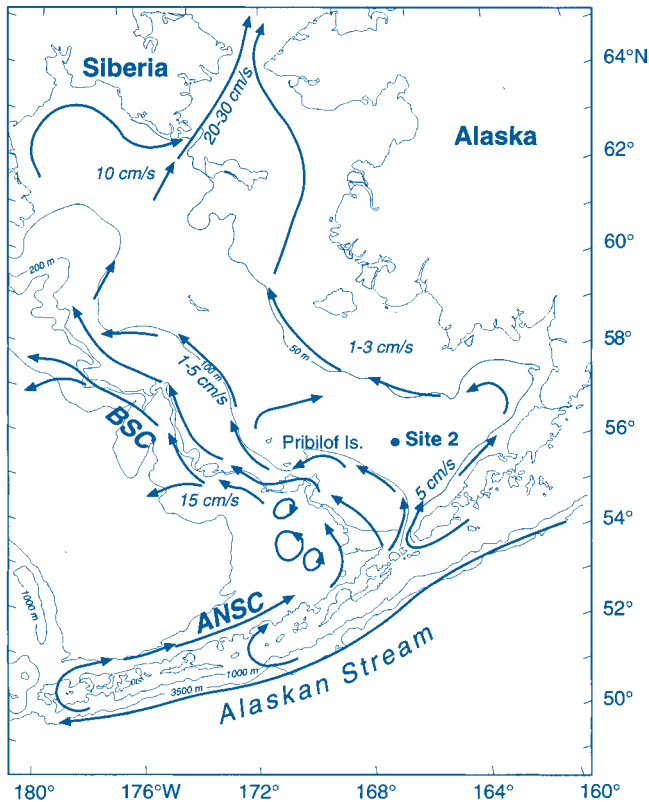 64°N
Siberia
20-30 cm/s
Alaska
62°
10 cm/s
60°
200 m
58°
50 m
1-3 cm/s
100 m
1-5 cm/s
56°
BSC
Pribilof Is.
Site 2
5 cm/s
15 cm/s
54°
1000 m
52°
ANSC
Alaskan Stream
1000 m
3500 m
50°
180°
176°W
172°
168°
164°
160°